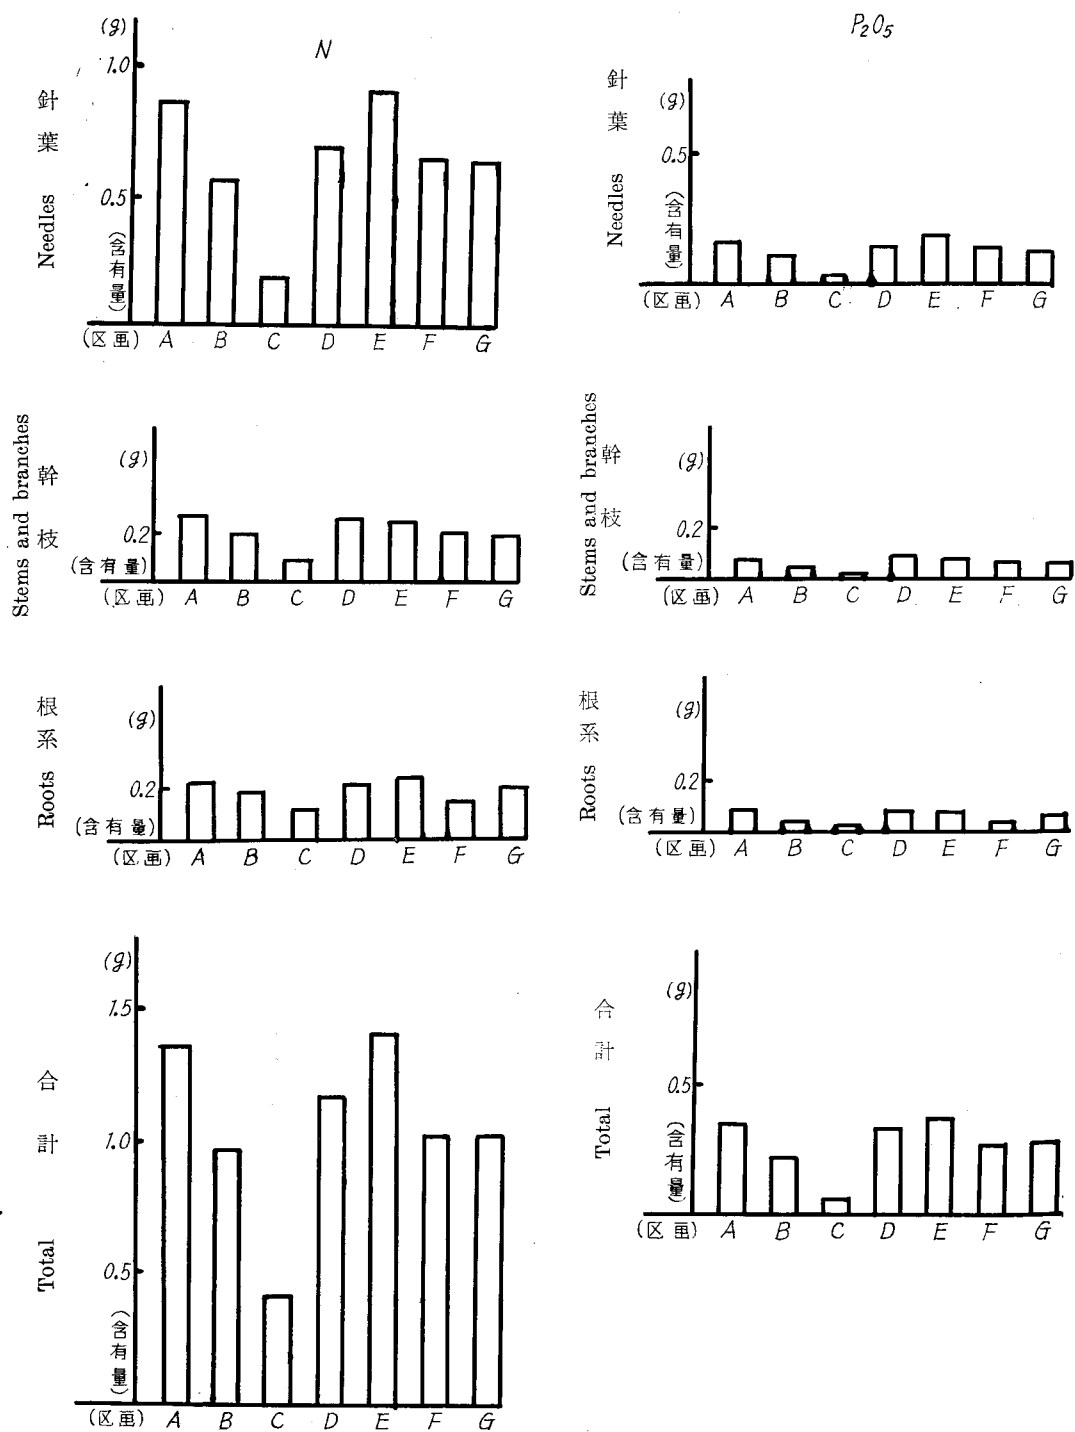 N
(g)
1.0
0.5
(含有量)
針葉
Needles
(区画) A B C D E F G
P₂O₅
(g)
0.5
(含有量)
針葉
Needles
(区画) A B C D E F G
(g)
0.2
(含有量)
幹枝
Stems and branches
(区画) A B C D E F G
(g)
0.2
(含有量)
幹枝
Stems and branches
(区画) A B C D E F G
(g)
0.2
(含有量)
根系
Roots
(区画) A B C D E F G
(g)
0.2
(含有量)
根系
Roots
(区画) A B C D E F G
(g)
1.5
1.0
0.5
(含有量)
合計
Total
(区画) A B C D E F G
(g)
0.5
(含有量)
合計
Total
(区画) A B C D E F G